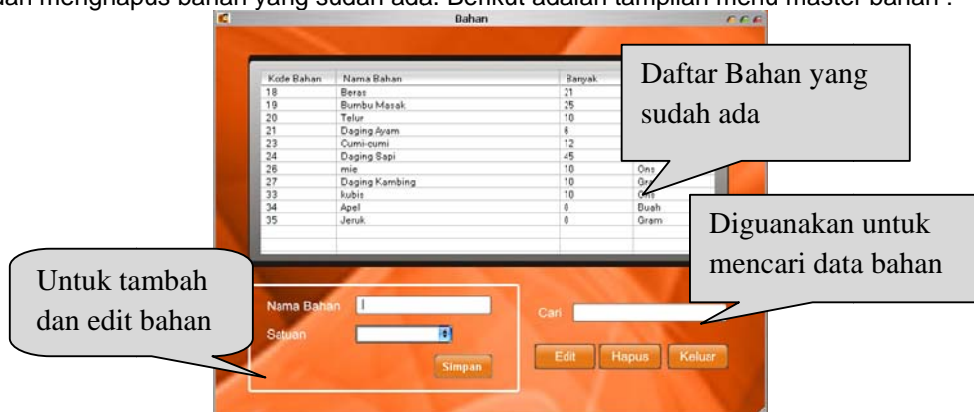 dan menghapus bahan yang sudah ada. Berikut adalah tampilan menu master bahan :
Bahan
Kode Bahan Nama Bahan Banyak
18 Beras 21
19 Bumbu Masak 25
20 Telur 10
21 Daging Ayam
23 Cumi-cumi 12
24 Daging Sapi 45
26 mie 10 Ons
27 Daging Kambing 10
33 kubis 10 Ons
34 Apel 0 Buah
35 Jeruk 0 Gram
Daftar Bahan yang
sudah ada
Diguanakan untuk
mencari data bahan
Untuk tambah
dan edit bahan
Nama Bahan
Satuan
Simpan
Cari
Edit Hapus Keluar